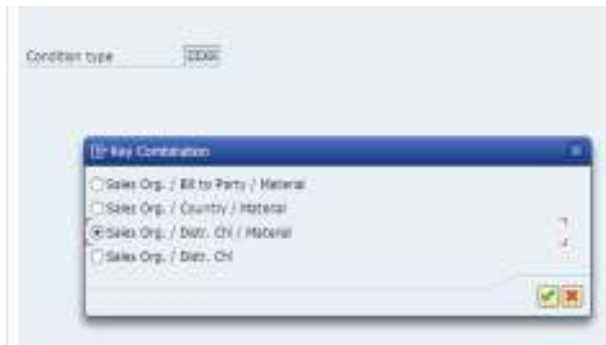 Condition type
Key Combination
Sales Org. / Bill to Party / Material
Sales Org. / Country / Material
Sales Org. / Distr. Chl / Material
Sales Org. / Distr. Chl